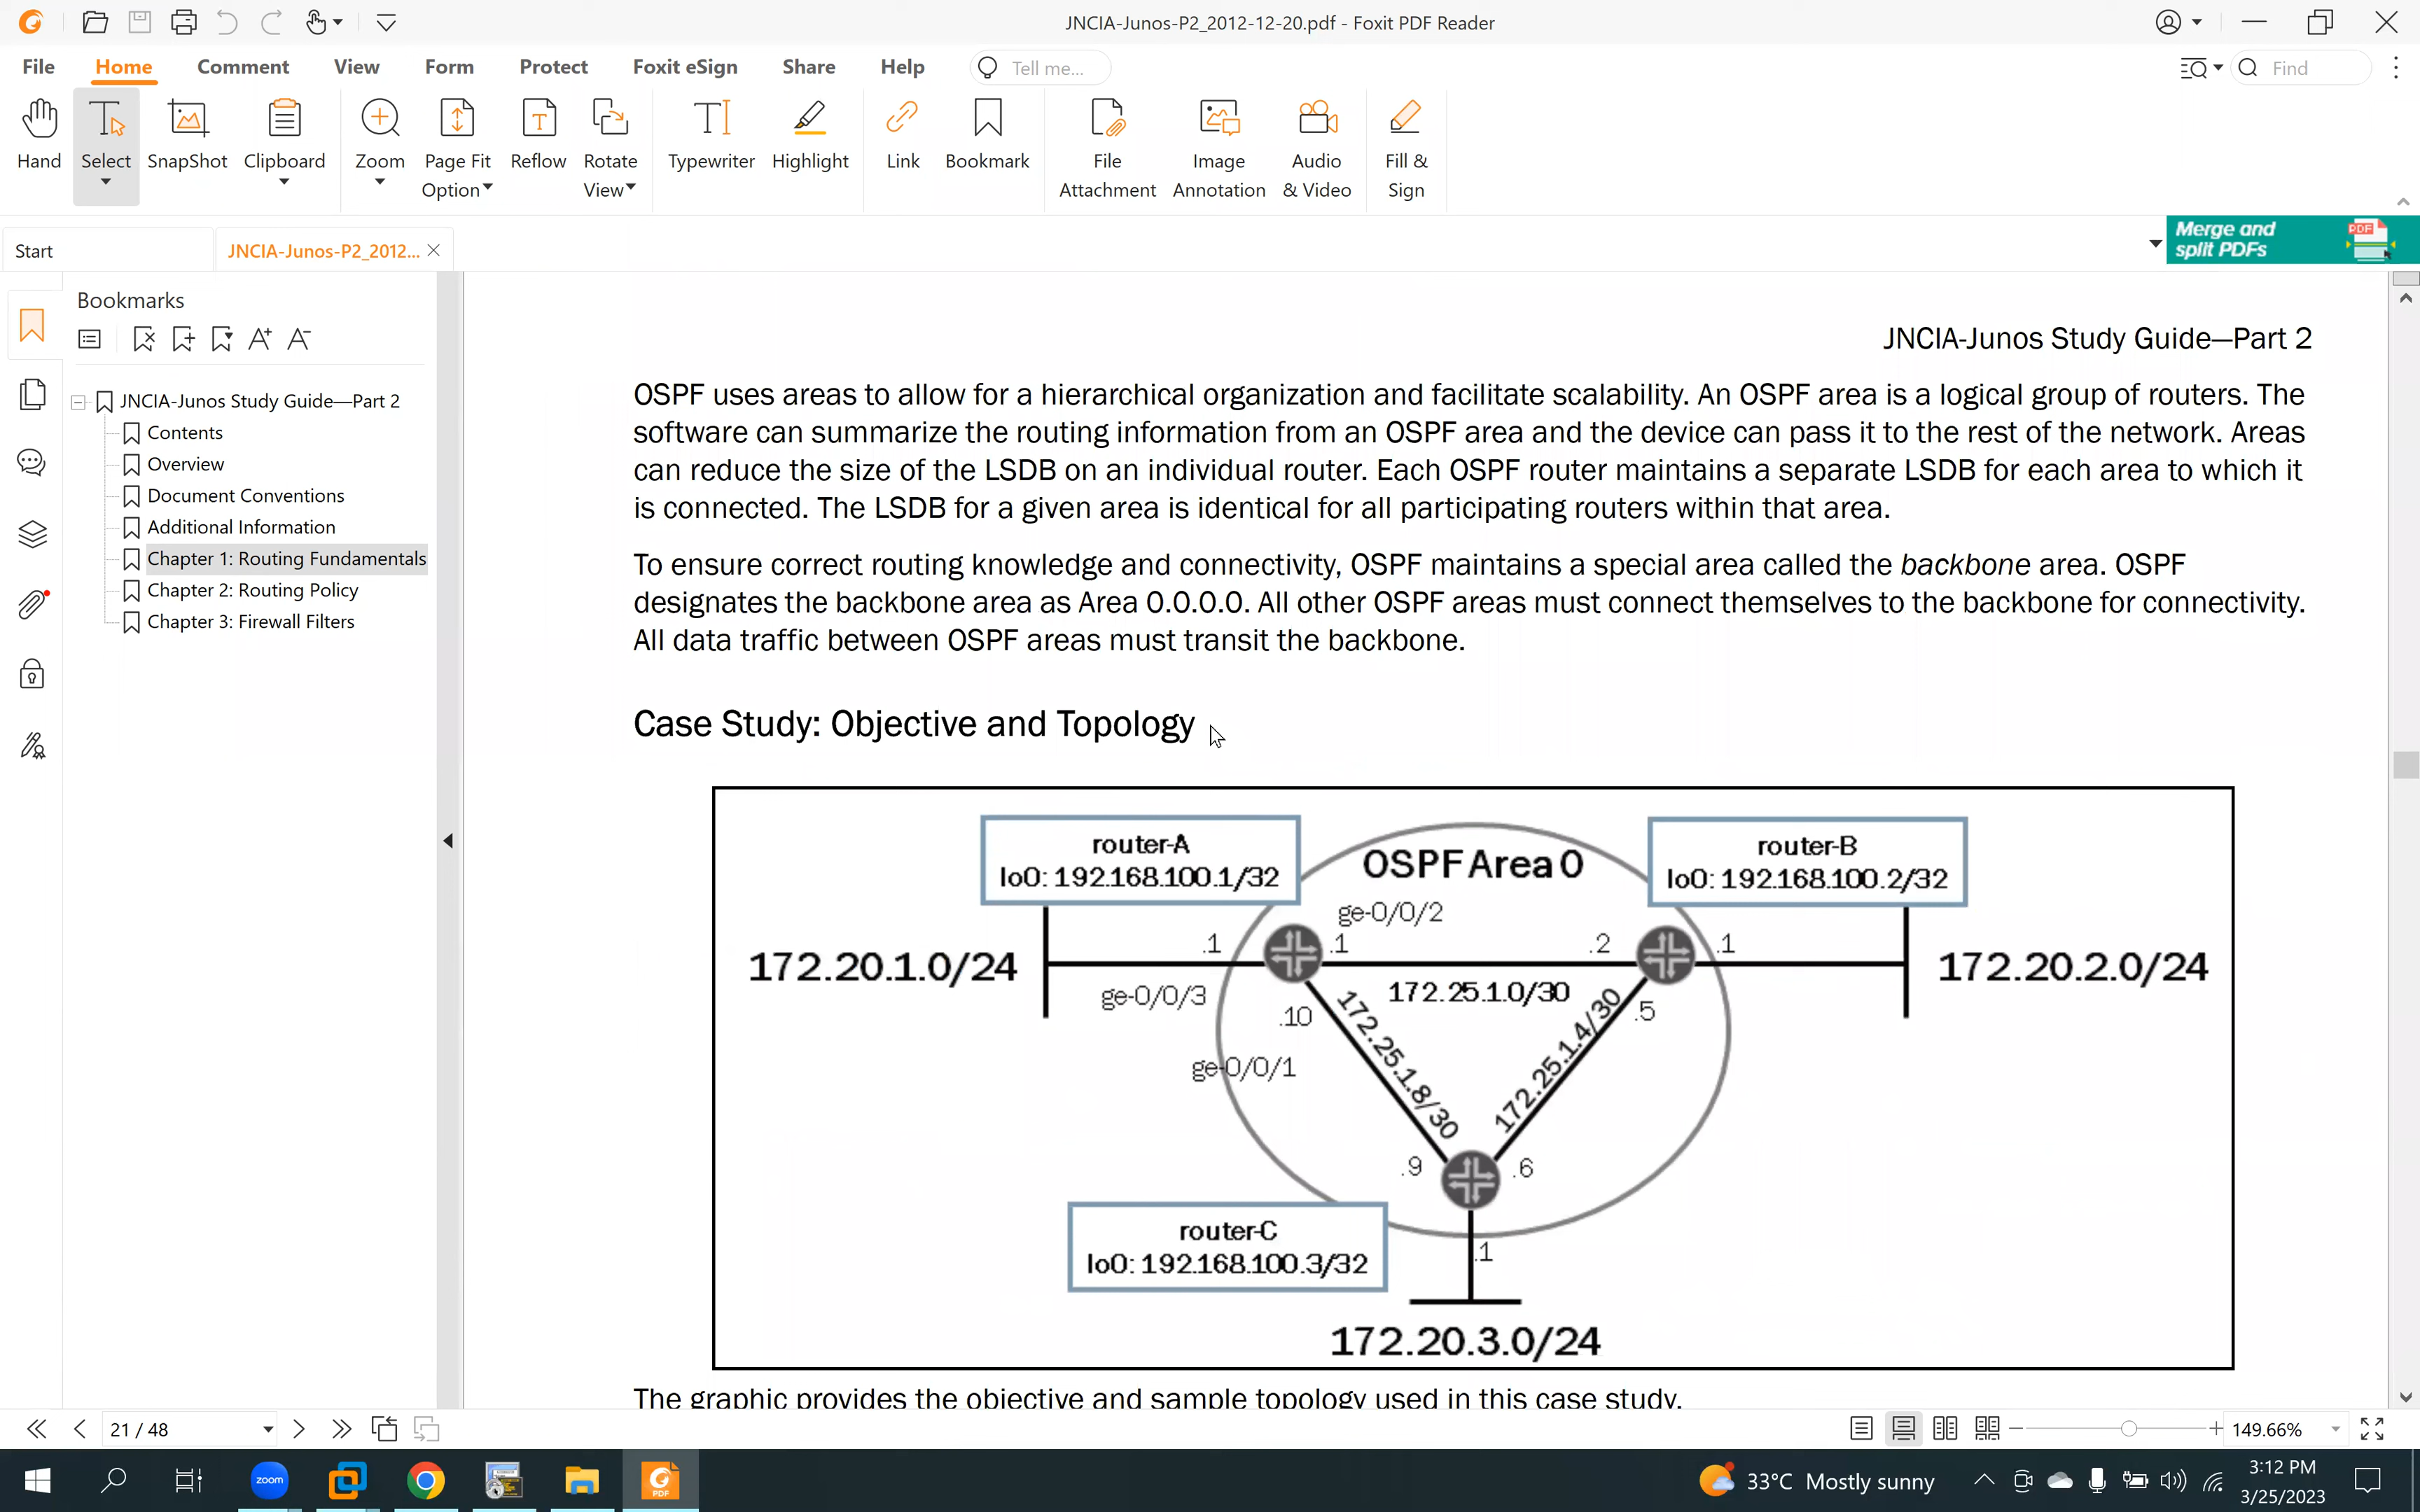 JNCIA-Junos-P2_2012-12-20.pdf - Foxit PDF Reader
File Home Comment View Form Protect Foxit eSign Share Help Tell me... Find
Hand Select SnapShot Clipboard Zoom Page Fit Option Reflow Rotate View Typewriter Highlight Link Bookmark File Attachment Image Annotation Audio & Video Fill & Sign
Start JNCIA-Junos-P2_2012...
Merge and
split PDFs
PDF
Bookmarks
JNCIA-Junos Study Guide—Part 2
Contents
Overview
Document Conventions
Additional Information
Chapter 1: Routing Fundamentals
Chapter 2: Routing Policy
Chapter 3: Firewall Filters
JNCIA-Junos Study Guide—Part 2
OSPF uses areas to allow for a hierarchical organization and facilitate scalability. An OSPF area is a logical group of routers. The
software can summarize the routing information from an OSPF area and the device can pass it to the rest of the network. Areas
can reduce the size of the LSDB on an individual router. Each OSPF router maintains a separate LSDB for each area to which it
is connected. The LSDB for a given area is identical for all participating routers within that area.
To ensure correct routing knowledge and connectivity, OSPF maintains a special area called the backbone area. OSPF
designates the backbone area as Area 0.0.0.0. All other OSPF areas must connect themselves to the backbone for connectivity.
All data traffic between OSPF areas must transit the backbone.
Case Study: Objective and Topology
router-A
lo0: 192.168.100.1/32
OSPF Area 0
router-B
lo0: 192.168.100.2/32
ge-0/0/2
.1 .1 .2 .1
172.20.1.0/24
172.20.2.0/24
ge-0/0/3
172.25.1.0/30
.10
.5
ge-0/0/1
172.25.1.8/30
172.25.1.4/30
.9 .6
router-C
lo0: 192.168.100.3/32
.1
172.20.3.0/24
The graphic provides the objective and sample topology used in this case study.
21 / 48
149.66%
zoom
PDF
33°C Mostly sunny
3:12 PM
3/25/2023